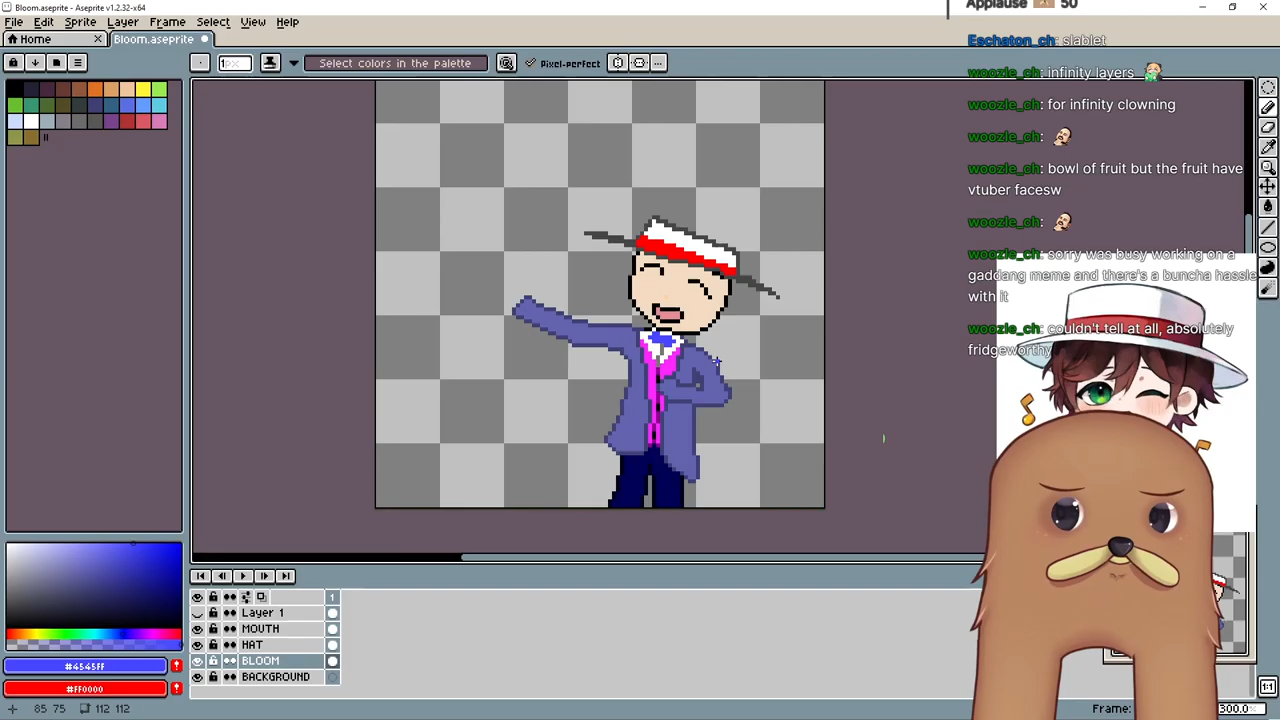 Bloom.aseprite - Aseprite v1.2.32-x64
File Edit Sprite Layer Frame Select View Help
Home Bloom.aseprite
1px Select colors in the palette Pixel-perfect
Applause 50
Eschaton_ch: slablet
woozle_ch: infinity layers
woozle_ch: for infinity clowning
woozle_ch:
woozle_ch: bowl of fruit but the fruit have
vtuber facesw
woozle_ch:
woozle_ch: sorry was busy working on a
gaddang meme and there's a buncha hassle
with it
woozle_ch: couldn't tell at all, absolutely
fridgeworthy
1
Layer 1
MOUTH
HAT
BLOOM
BACKGROUND
#4545FF
#FF0000
85 75 112 112
Frame:
300.0
1:1